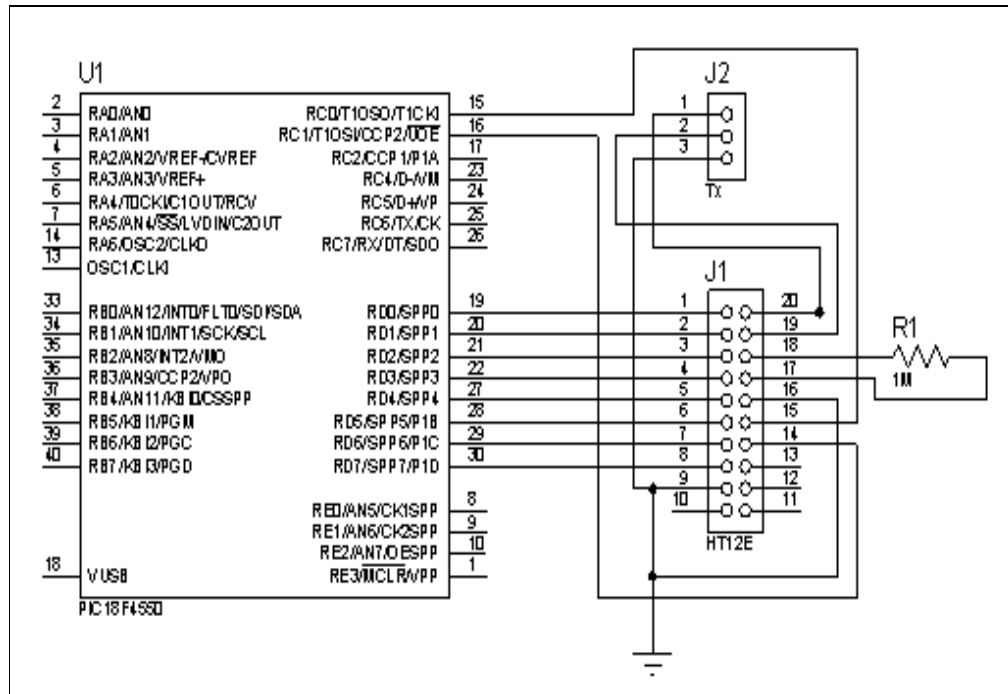 U1
2 RA0/AN0
3 RA1/AN1
4 RA2/AN2/VREF-/CVREF
5 RA3/AN3/VREF+
6 RA4/T0CKI/C1OUT/RCV
7 RA5/AN4/SS/LVDIN/C2OUT
14 RA6/OSC2/CLKO
13 OSC1/CLKI
33 RB0/AN12/INT0/FLT0/SDI/SDA
34 RB1/AN10/INT1/SCK/SCL
35 RB2/AN8/INT2/VMO
36 RB3/AN9/CCP2/VPO
37 RB4/AN11/KBI0/CSSPP
38 RB5/KBI1/PGM
39 RB6/KBI2/PGC
40 RB7/KBI3/PGD
18 VUSB
RC0/T1OSO/T1CKI 15
RC1/T1OSI/CCP2/UOE 16
RC2/CCP1/P1A 17
RC4/D-/VM 23
RC5/D+/VP 24
RC6/TX/CK 25
RC7/RX/DT/SDO 26
RD0/SPP0 19
RD1/SPP1 20
RD2/SPP2 21
RD3/SPP3 22
RD4/SPP4 27
RD5/SPP5/P1B 28
RD6/SPP6/P1C 29
RD7/SPP7/P1D 30
RE0/AN5/CK1SPP 8
RE1/AN6/CK2SPP 9
RE2/AN7/OESPP 10
RE3/MCLR/VPP 1
PIC18F4550
J2
1
2
3
Tx
J1
1 20
2 19
3 18
4 17
5 16
6 15
7 14
8 13
9 12
10 11
HT12E
R1
1M